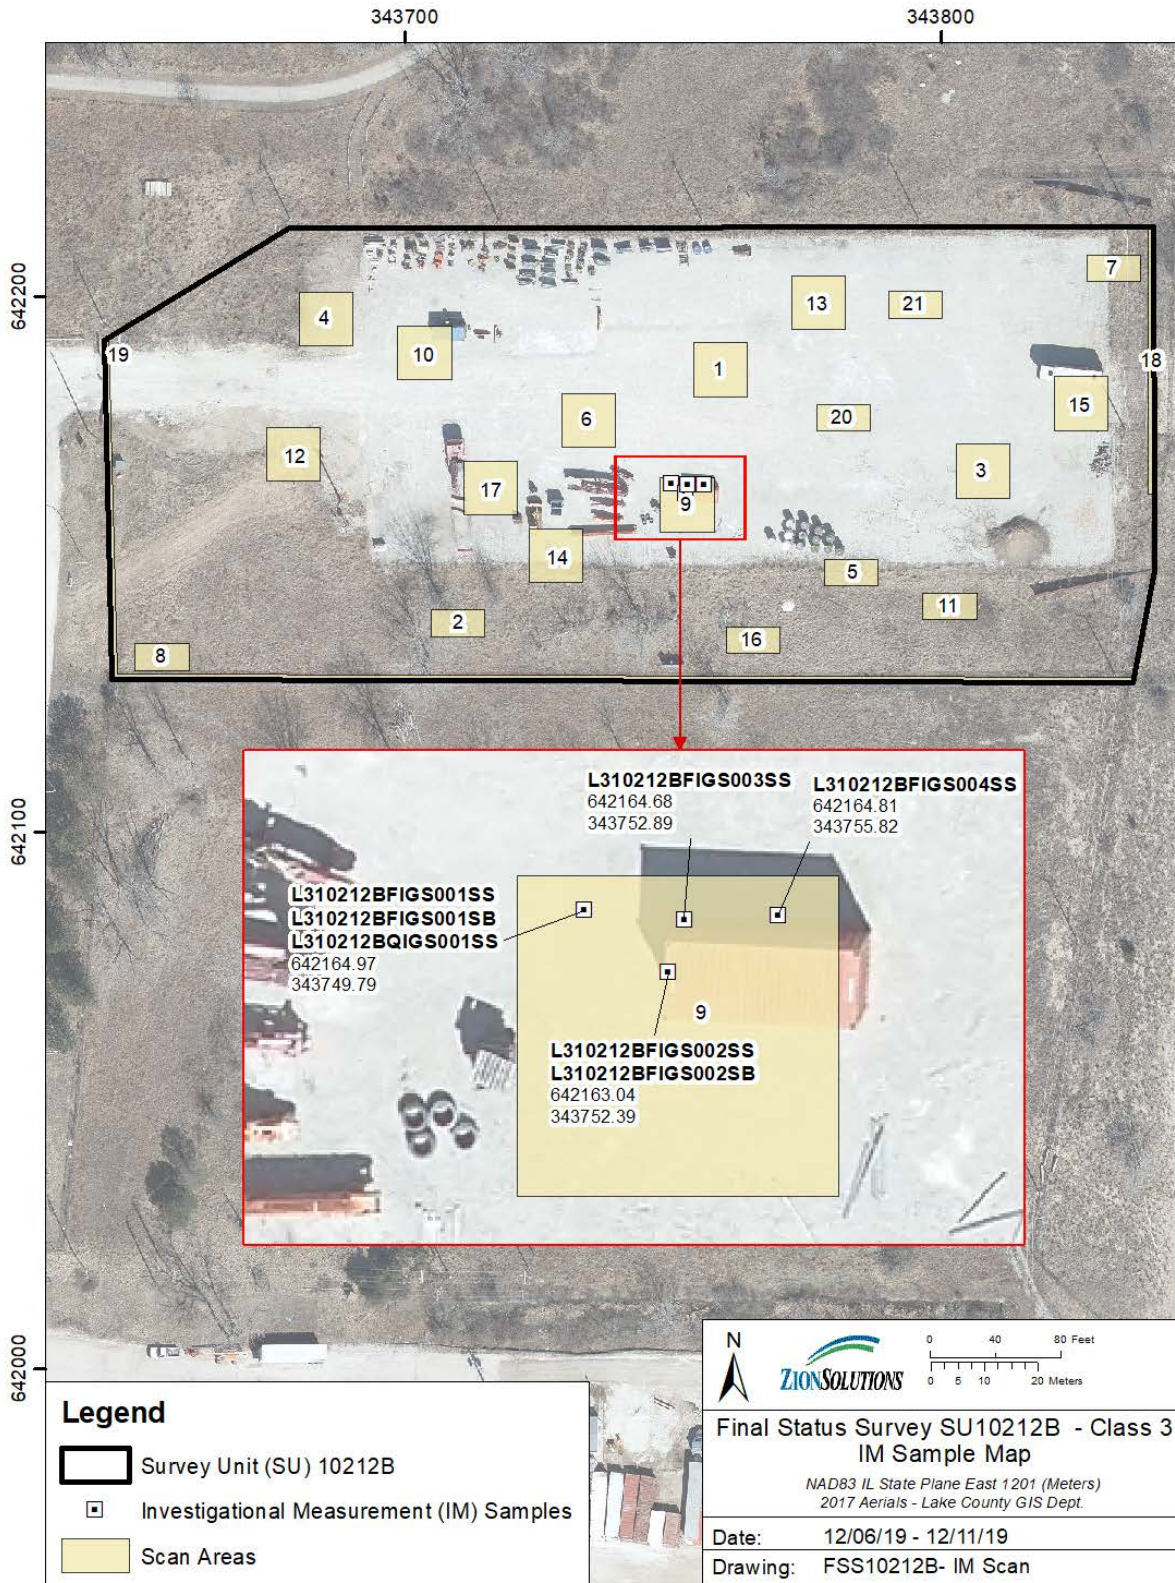 343700
343800
642200
642100
642000
7
4
13
21
19
10
1
18
15
6
20
12
3
17
9
14
5
11
2
16
8
L310212BFIGS003SS
642164.68
343752.89
L310212BFIGS004SS
642164.81
343755.82
L310212BFIGS001SS
L310212BFIGS001SB
L310212BQIGS001SS
642164.97
343749.79
9
L310212BFIGS002SS
L310212BFIGS002SB
642163.04
343752.39
Legend
Survey Unit (SU) 10212B
Investigational Measurement (IM) Samples
Scan Areas
N
ZIONSOLUTIONS
0 40 80 Feet
0 5 10 20 Meters
Final Status Survey SU10212B - Class 3
IM Sample Map
NAD83 IL State Plane East 1201 (Meters)
2017 Aerials - Lake County GIS Dept.
Date: 12/06/19 - 12/11/19
Drawing: FSS10212B- IM Scan